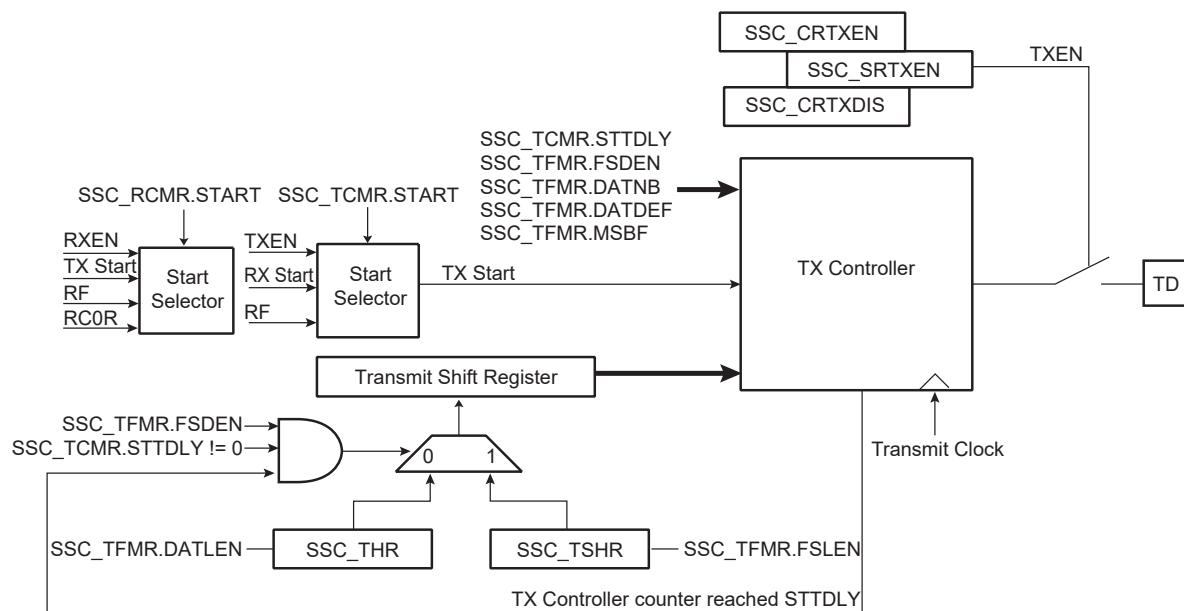 SSC_CRTXEN
SSC_SRTXEN
TXEN
SSC_CRTXDIS
SSC_TCMR.STTDLY
SSC_TFMR.FSDEN
SSC_TFMR.DATNB
SSC_TFMR.DATDEF
SSC_TFMR.MSBF
SSC_RCMR.START
SSC_TCMR.START
RXEN
TX Start
RF
RC0R
Start
Selector
TXEN
RX Start
RF
Start
Selector
TX Start
TX Controller
TD
Transmit Shift Register
SSC_TFMR.FSDEN
SSC_TCMR.STTDLY != 0
0 1
Transmit Clock
SSC_TFMR.DATLEN
SSC_THR
SSC_TSHR
SSC_TFMR.FSLEN
TX Controller counter reached STTDLY